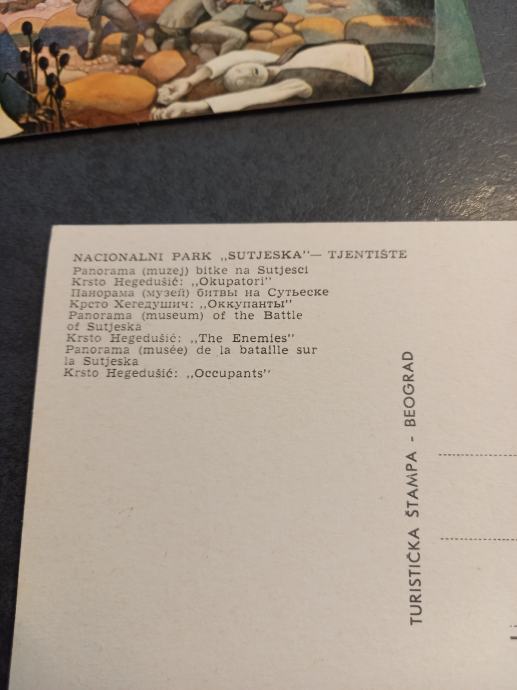 NACIONALNI PARK „SUTJESKA"— TJENTIŠTE
Panorama (muzej) bitke na Sutjesci
Krsto Hegedušić: „Okupatori"
Панорама (музей) битвы на Сутьеске
Крсто Хегедушич: „Оккупанты"
Panorama (museum) of the Battle
of Sutjeska
Krsto Hegedušić: „The Enemies"
Panorama (musée) de la bataille sur
la Sutjeska
Krsto Hegedušić: „Occupants"
TURISTIČKA ŠTAMPA - BEOGRAD